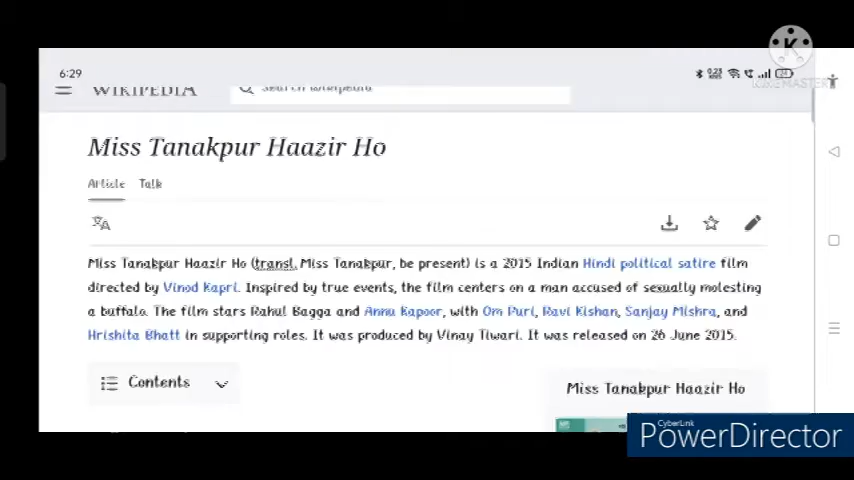 6:29
WIKIPEDIA
Search Wikipedia
KINEMASTER
Miss Tanakpur Haazir Ho
Article Talk
Miss Tanakpur Haazir Ho (transl. Miss Tanakpur, be present) is a 2015 Indian Hindi political satire film
directed by Vinod Kapri. Inspired by true events, the film centers on a man accused of sexually molesting
a buffalo. The film stars Rahul Bagga and Annu Kapoor, with Om Puri, Ravi Kishan, Sanjay Mishra, and
Hrishita Bhatt in supporting roles. It was produced by Vinay Tiwari. It was released on 26 June 2015.
Contents
Miss Tanakpur Haazir Ho
CyberLink
PowerDirector